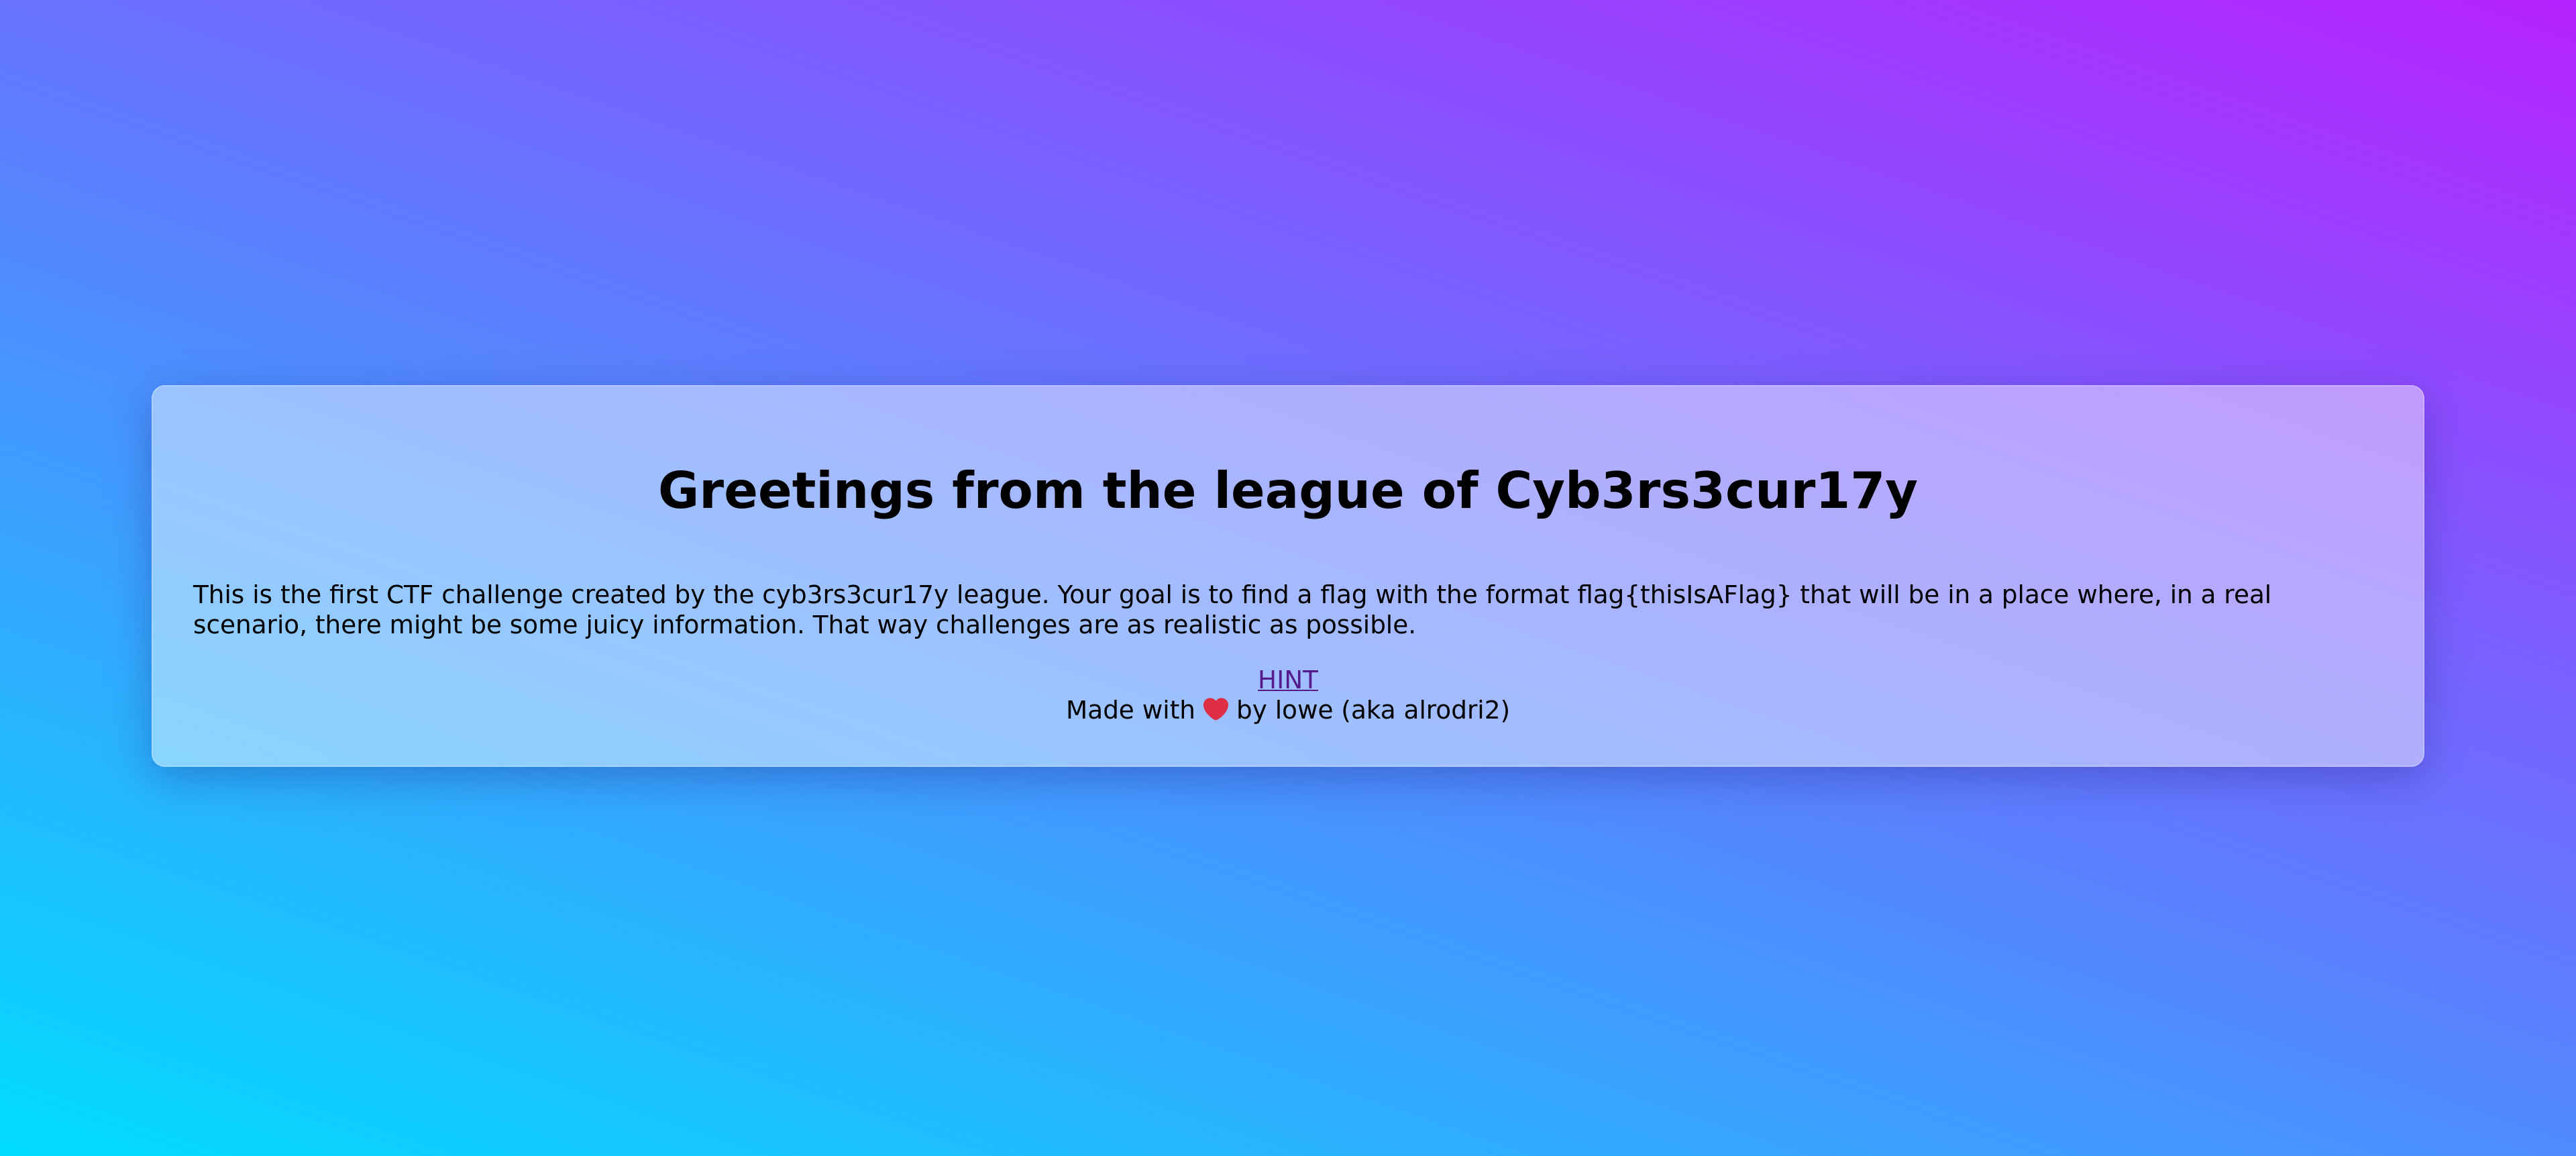 Greetings from the league of Cyb3rs3cur17y
This is the first CTF challenge created by the cyb3rs3cur17y league. Your goal is to find a flag with the format flag{thisIsAFlag} that will be in a place where, in a real
scenario, there might be some juicy information. That way challenges are as realistic as possible.
HINT
Made with ❤️ by lowe (aka alrodri2)